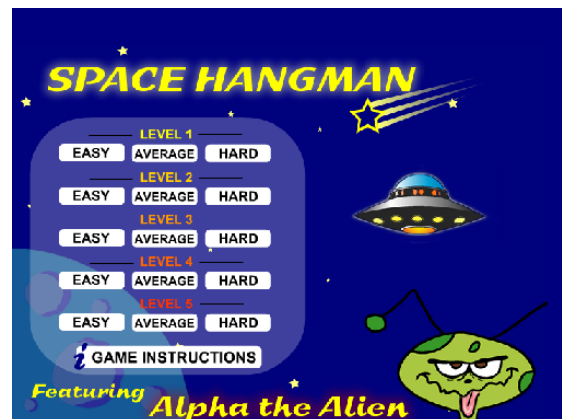 SPACE HANGMAN
LEVEL 1
EASY AVERAGE HARD
LEVEL 2
EASY AVERAGE HARD
LEVEL 3
EASY AVERAGE HARD
LEVEL 4
EASY AVERAGE HARD
LEVEL 5
EASY AVERAGE HARD
i GAME INSTRUCTIONS
Featuring Alpha the Alien